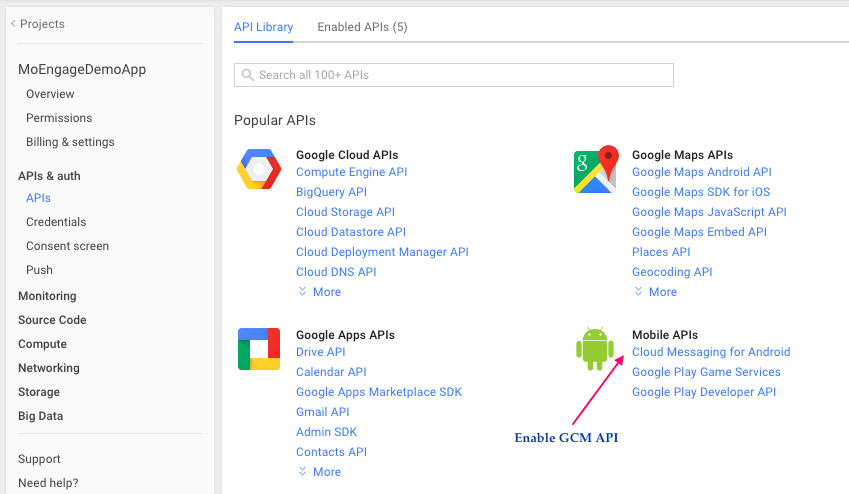 Projects
MoEngageDemoApp
Overview
Permissions
Billing & settings
APIs & auth
APIs
Credentials
Consent screen
Push
Monitoring
Source Code
Compute
Networking
Storage
Big Data
Support
Need help?
API Library
Enabled APIs (5)
Search all 100+ APIs
Popular APIs
Google Cloud APIs
Compute Engine API
BigQuery API
Cloud Storage API
Cloud Datastore API
Cloud Deployment Manager API
Cloud DNS API
More
g
Google Maps APIs
Google Maps Android API
Google Maps SDK for iOS
Google Maps JavaScript API
Google Maps Embed API
Places API
Geocoding API
More
Google Apps APIs
Drive API
Calendar API
Google Apps Marketplace SDK
Gmail API
Admin SDK
Contacts API
More
Mobile APIs
Cloud Messaging for Android
Google Play Game Services
Google Play Developer API
Enable GCM API